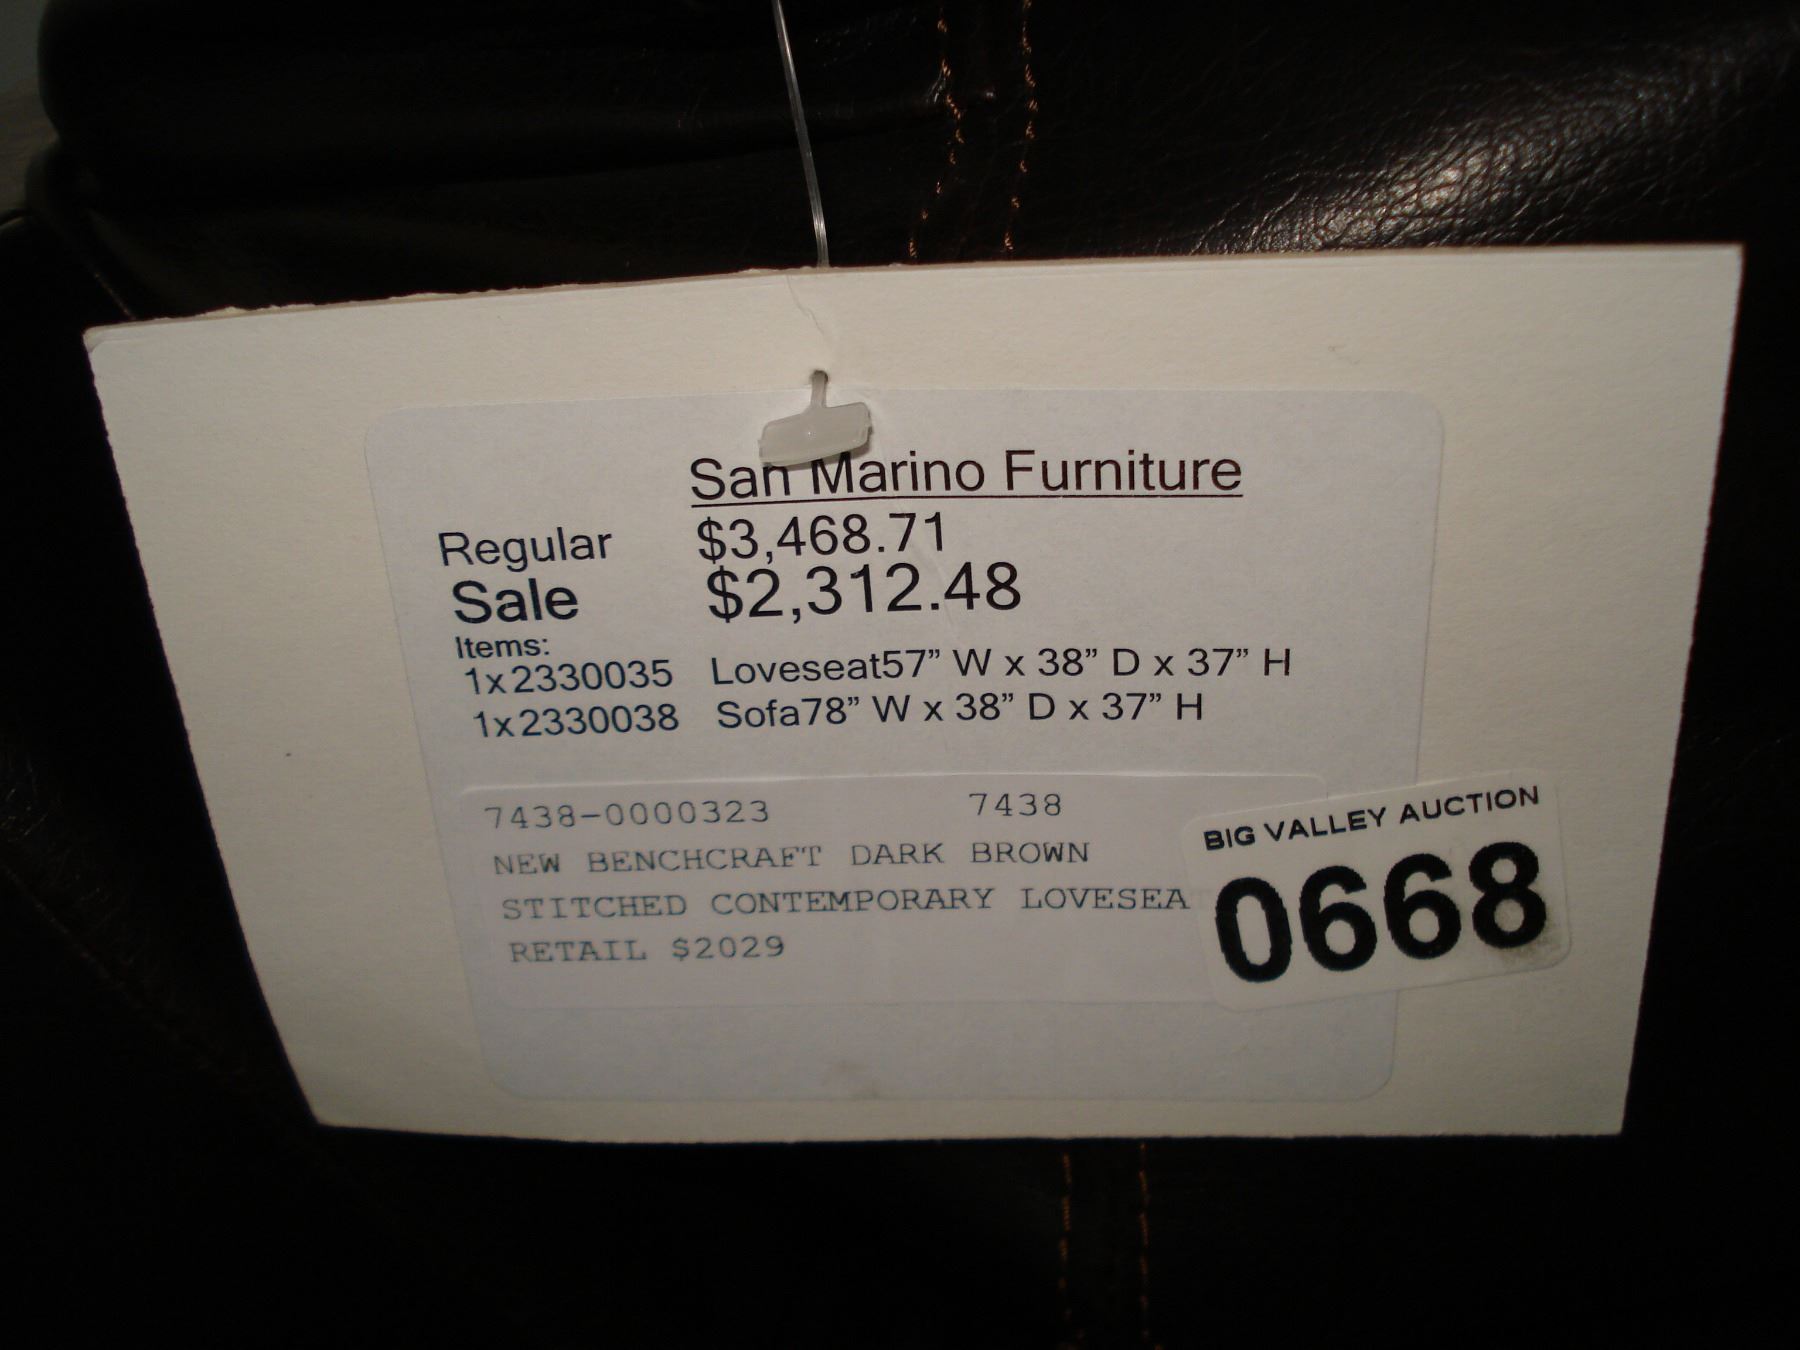 San Marino Furniture
Regular $3,468.71
Sale $2,312.48
Items:
1x2330035 Loveseat57” W x 38” D x 37” H
1x2330038 Sofa78” W x 38” D x 37” H
7438-0000323 7438
NEW BENCHCRAFT DARK BROWN
STITCHED CONTEMPORARY LOVESEA
RETAIL $2029
BIG VALLEY AUCTION
0668